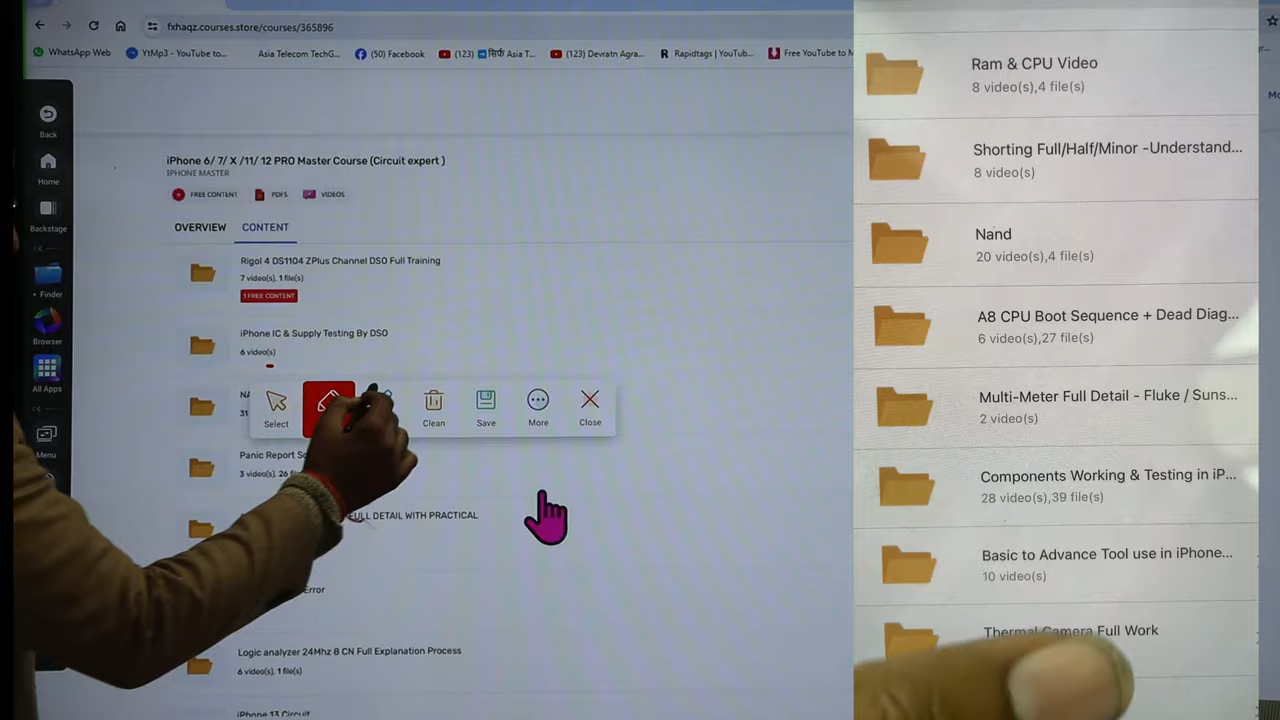 fxhaqz.courses.store/courses/365896
WhatsApp Web
YtMp3 - YouTube to...
Asia Telecom TechG...
(50) Facebook
(123) सिर्फ Asia T...
(123) Devratn Agra...
Rapidtags | YouTub...
Free YouTube to M
Back
Home
Backstage
Finder
Browser
All Apps
Menu
iPhone 6/ 7/ X /11/ 12 PRO Master Course (Circuit expert )
IPHONE MASTER
FREE CONTENT
PDFS
VIDEOS
OVERVIEW
CONTENT
Rigol 4 DS1104 ZPlus Channel DSO Full Training
7 video(s), 1 file(s)
1 FREE CONTENT
iPhone IC & Supply Testing By DSO
6 video(s)
NA
31
Select
Clean
Save
More
Close
Panic Report
3 video(s), 26
FULL DETAIL WITH PRACTICAL
Error
Logic analyzer 24Mhz 8 CN Full Explanation Process
6 video(s), 1 file(s)
iPhone 13 Circuit
Ram & CPU Video
8 video(s),4 file(s)
Shorting Full/Half/Minor -Understand...
8 video(s)
Nand
20 video(s),4 file(s)
A8 CPU Boot Sequence + Dead Diag...
6 video(s),27 file(s)
Multi-Meter Full Detail - Fluke / Suns...
2 video(s)
Components Working & Testing in iP...
28 video(s),39 file(s)
Basic to Advance Tool use in iPhone...
10 video(s)
Thermal Camera Full Work